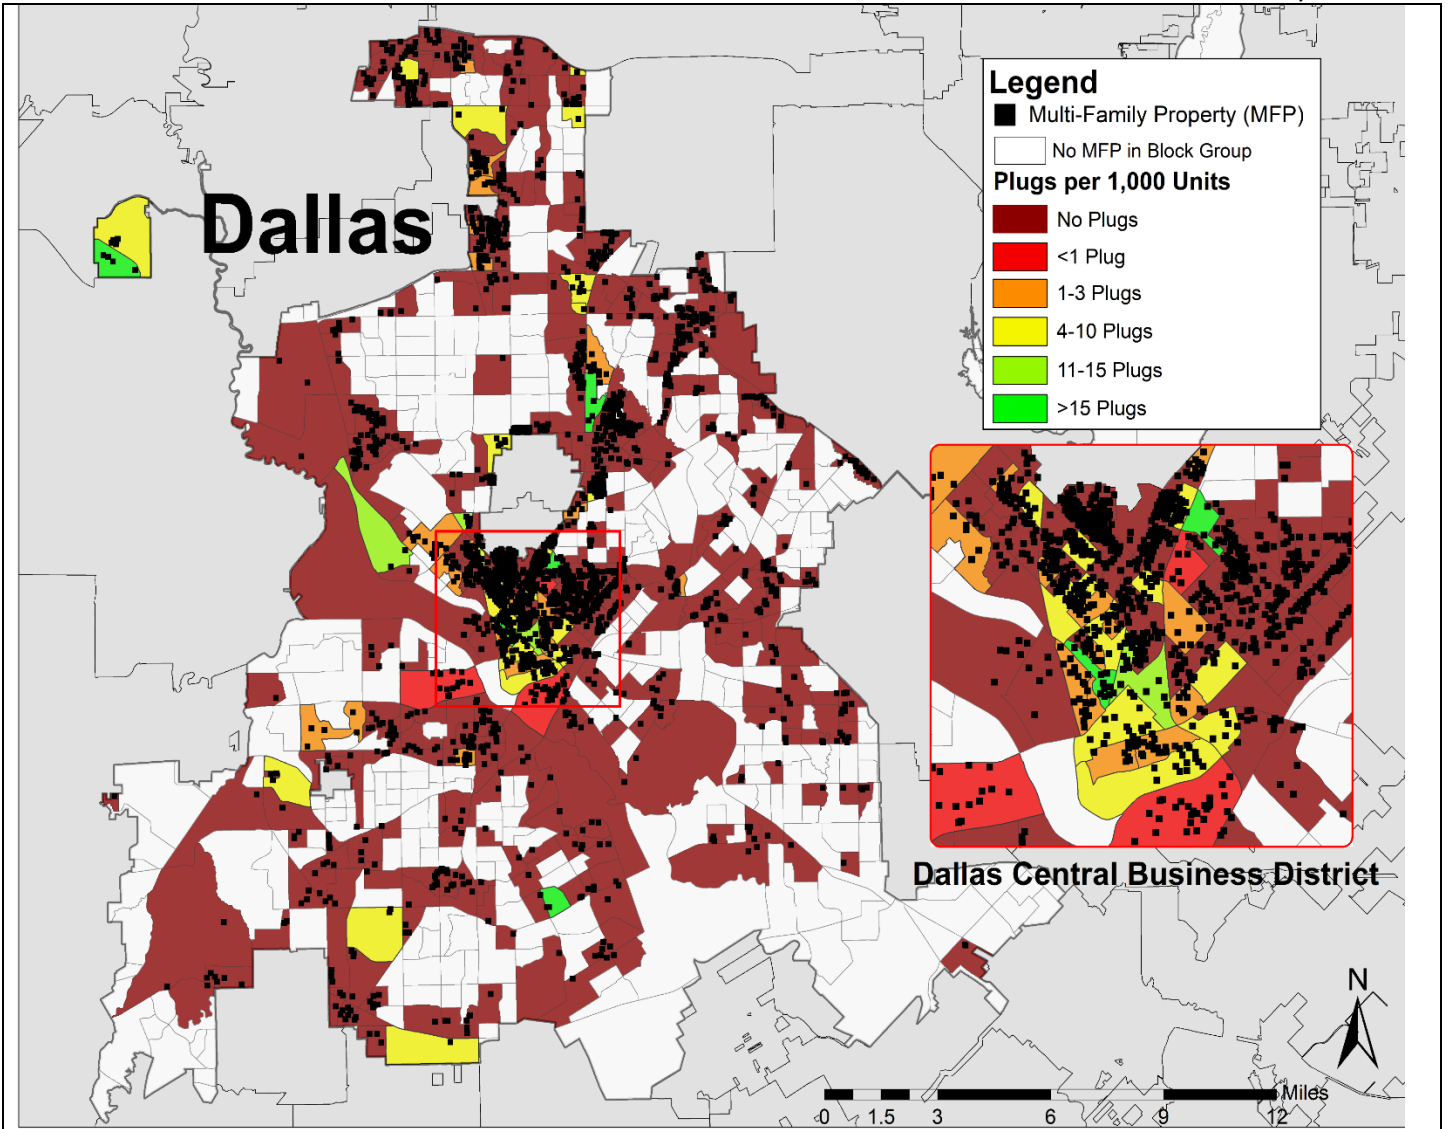 Dallas
Legend
Multi-Family Property (MFP)
No MFP in Block Group
Plugs per 1,000 Units
No Plugs
<1 Plug
1-3 Plugs
4-10 Plugs
11-15 Plugs
>15 Plugs
Dallas Central Business District
N
Miles
0 1.5 3 6 9 12